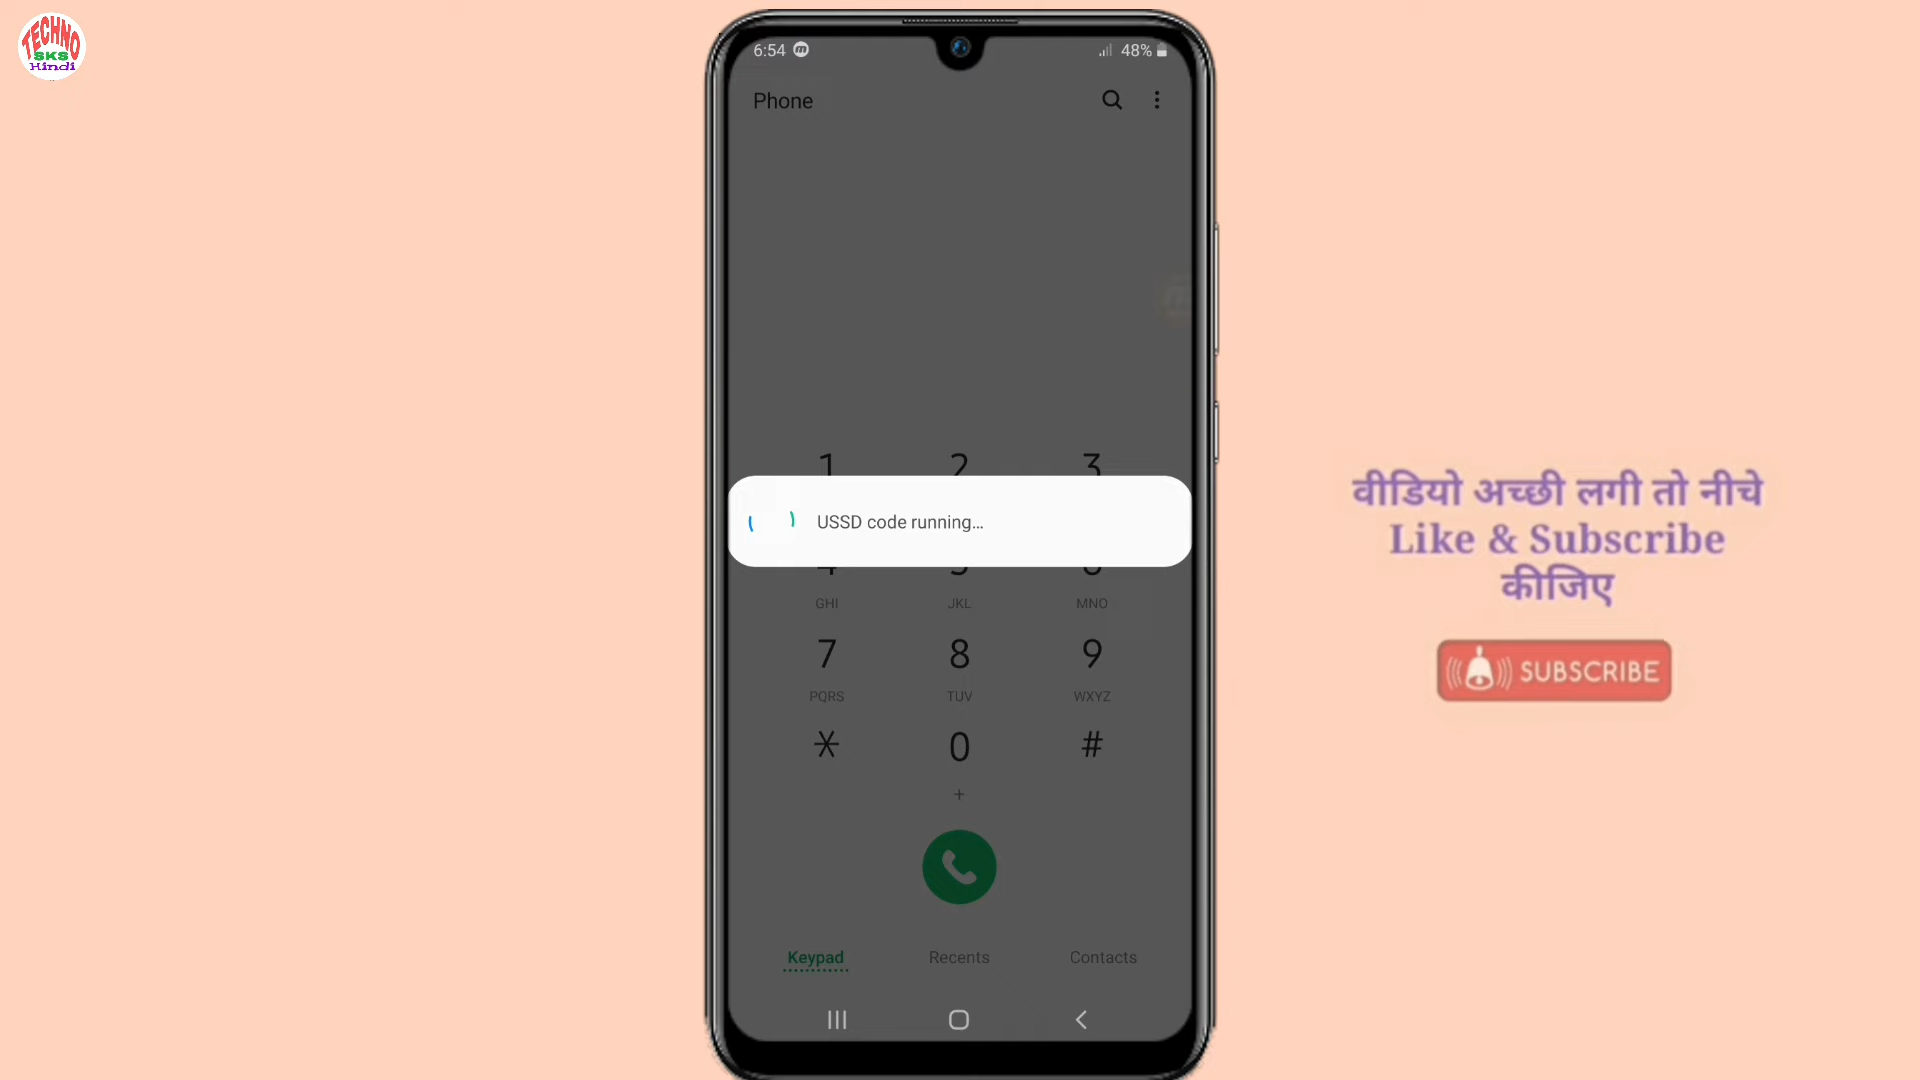 TECHNO
SKS
Hindi
6:54
48%
Phone
1 2 3
USSD code running...
GHI JKL MNO
7 8 9
PQRS TUV WXYZ
* 0 #
+
Keypad Recents Contacts
वीडियो अच्छी लगी तो नीचे
Like & Subscribe
कीजिए
SUBSCRIBE